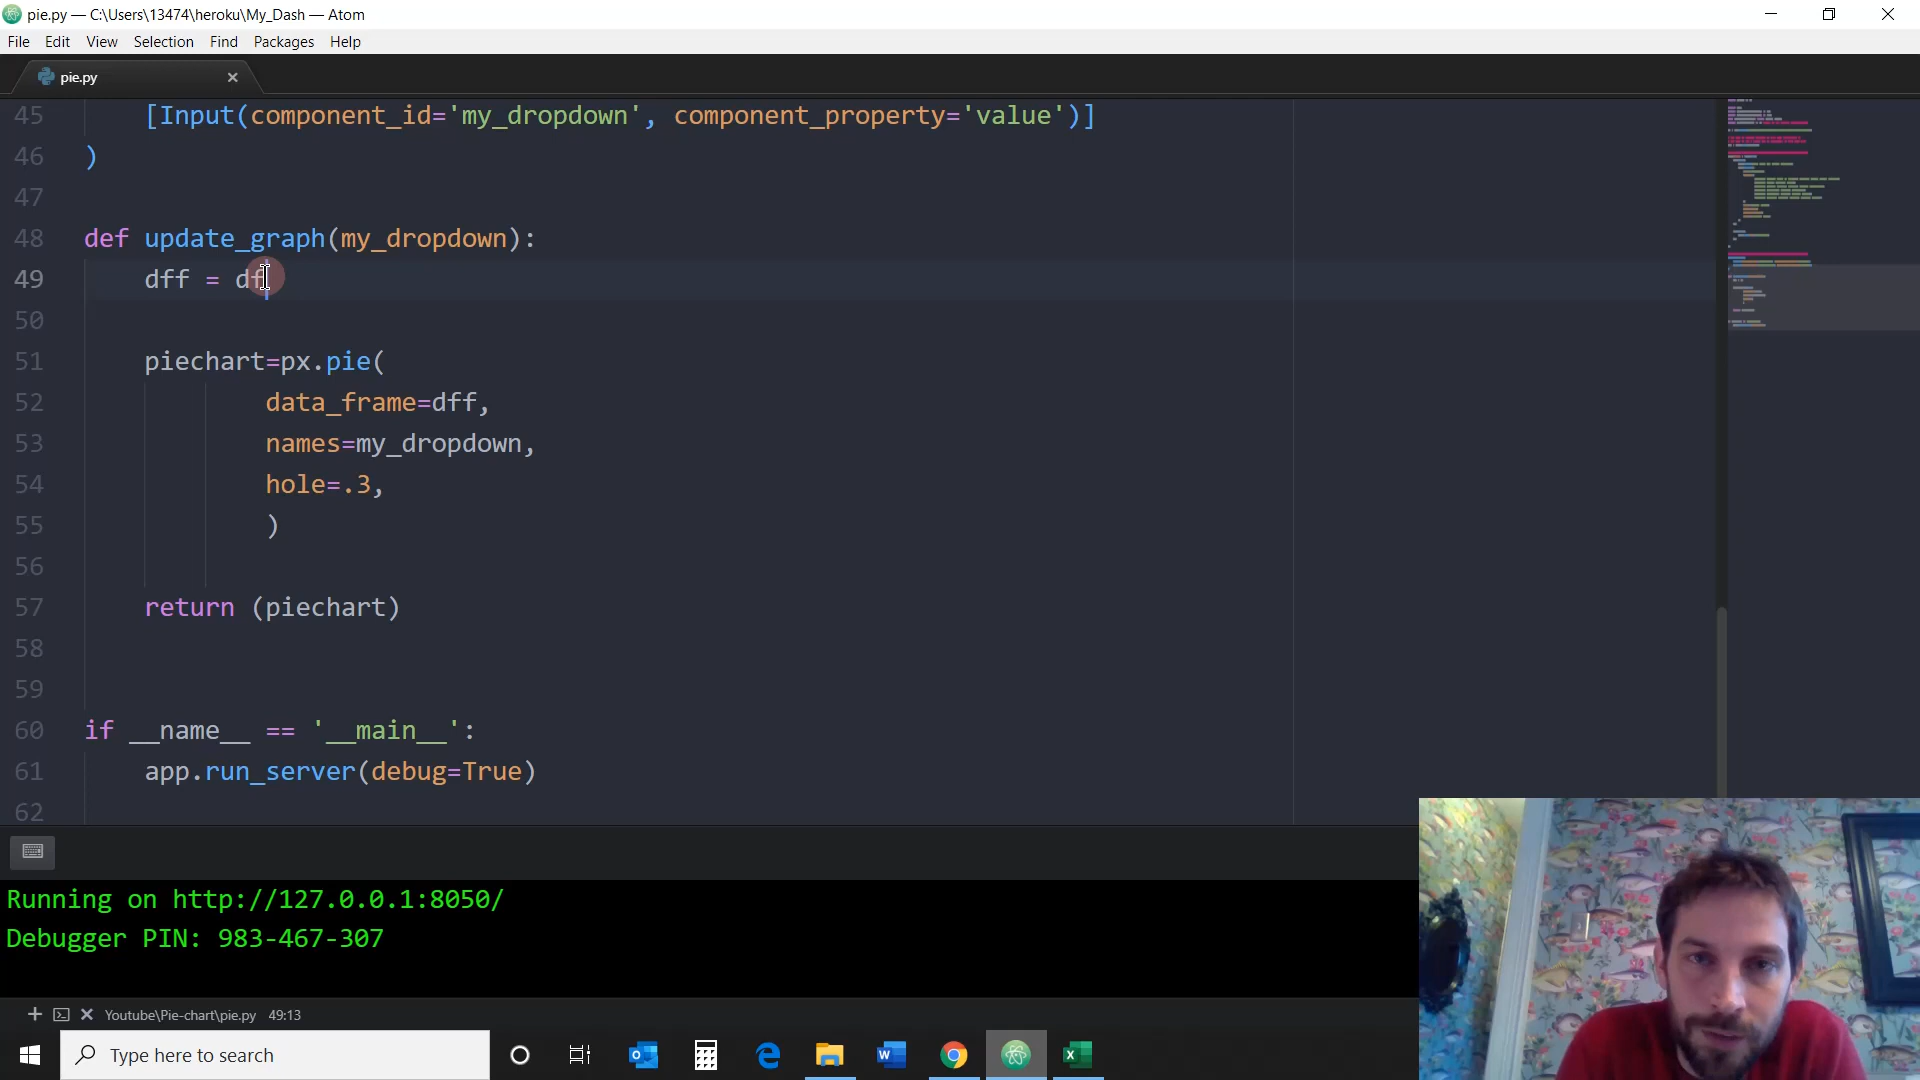 pie.py — C:\Users\13474\heroku\My_Dash — Atom
File Edit View Selection Find Packages Help
pie.py
45 [Input(component_id='my_dropdown', component_property='value')]
46 )
47
48 def update_graph(my_dropdown):
49 dff = df
50
51 piechart=px.pie(
52 data_frame=dff,
53 names=my_dropdown,
54 hole=.3,
55 )
56
57 return (piechart)
58
59
60 if __name__ == '__main__':
61 app.run_server(debug=True)
62
Running on http://127.0.0.1:8050/
Debugger PIN: 983-467-307
Youtube\Pie-chart\pie.py 49:13
Type here to search